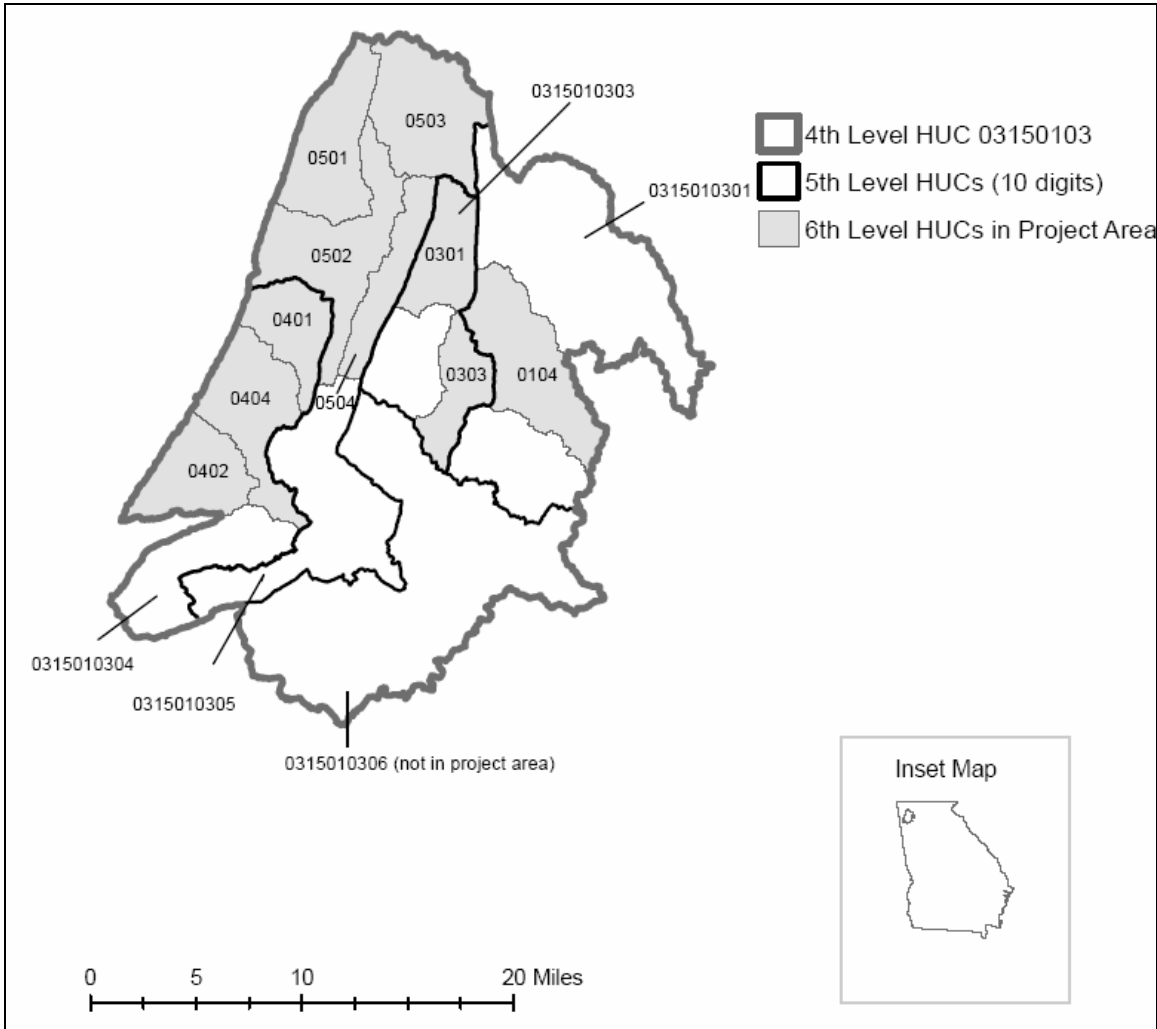 0315010303
0503
0501
0315010301
4th Level HUC 03150103
5th Level HUCs (10 digits)
6th Level HUCs in Project Area
0502
0301
0401
0303
0104
0404
0504
0402
0315010304
0315010305
0315010306 (not in project area)
Inset Map
0 5 10 20 Miles